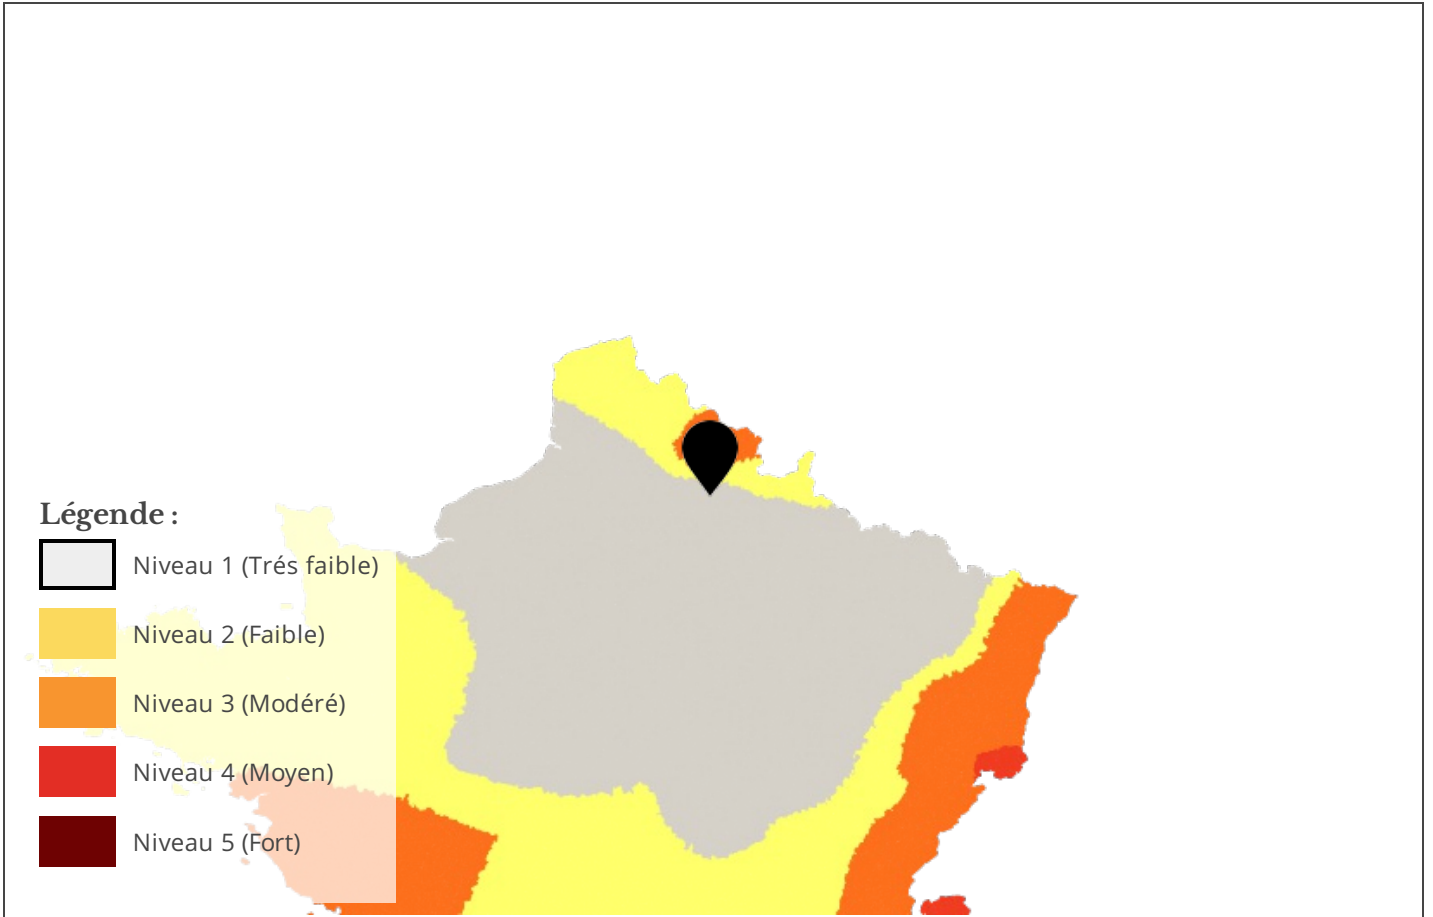 Légende :
Niveau 1 (Trés faible)
Niveau 2 (Faible)
Niveau 3 (Modéré)
Niveau 4 (Moyen)
Niveau 5 (Fort)